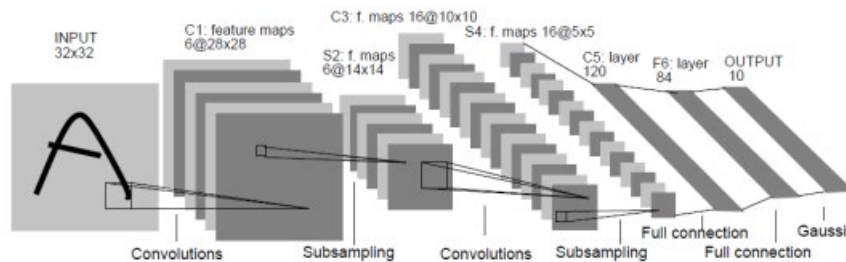 INPUT
32x32
C1: feature maps
6@28x28
S2: f. maps
6@14x14
C3: f. maps 16@10x10
S4: f. maps 16@5x5
C5: layer
120
F6: layer
84
OUTPUT
10
Convolutions
Subsampling
Convolutions
Subsampling
Full connection
Full connection
Gaussi
A